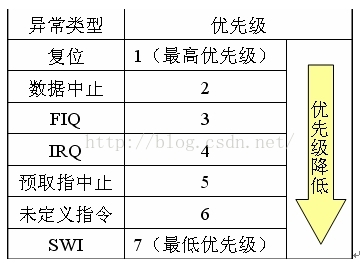 异常类型 优先级
复位 1（最高优先级）
数据中止 2
FIQ 3
IRQ 4
预取指中止 5
未定义指令 6
SWI 7（最低优先级）
优先级降低
http://blog.csdn.net/